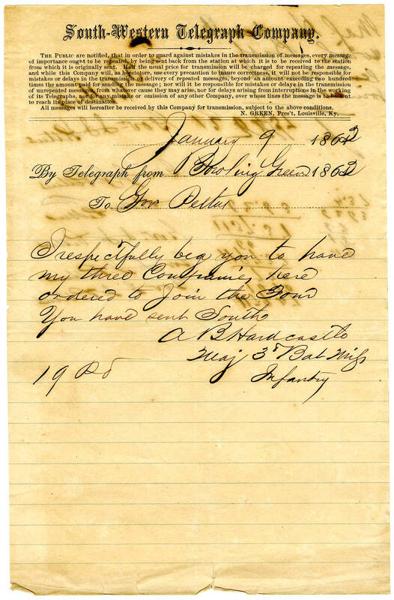 South-Western Telegraph Company.
THE PUBLIC are notified, that in order to guard against mistakes in the transmission of messages, every message
of importance ought to be repeated, by being sent back from the station at which it is to be received to the station
from which it is originally sent. Half the usual price for transmission will be charged for repeating the message,
and while this Company will, as heretofore, use every precaution to insure correctness, it will not be responsible for
mistakes or delays in the transmission or delivery of repeated messages, beyond an amount exceeding two hundred
times the amount paid for sending the message; nor will it be responsible for mistakes or delays in the transmission
of unrepeated messages, from whatever cause they may arise, nor for delays arising from interruptions in the working
of its Telegraphs, nor for any mistake or omission of any other Company, over whose lines the message is to be sent
to reach its place of destination.
All messages will hereafter be received by this Company for transmission, subject to the above conditions.
N. GREEN, Pres't, Louisville, Ky.
January 9 1862
By Telegraph from Bowling Green 1862
To Gov Pettus
I respectfully beg you to have
my three Companies here
ordered to Join the Four
You have sent South
A B Hardcastle
Maj 3d Bat Miss
Infantry
19 Pd